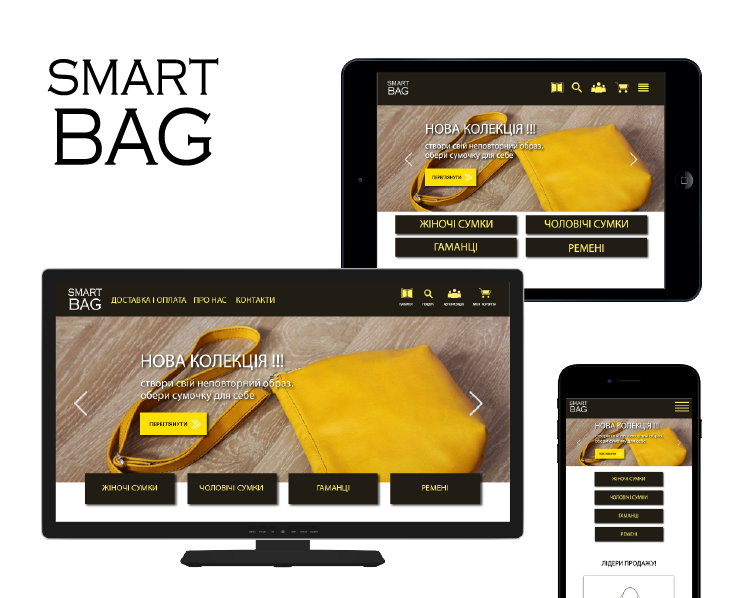 SMART
BAG
SMART
BAG
НОВА КОЛЕКЦІЯ !!!
створи свій неповторний образ,
обери сумочку для себе
ПЕРЕГЛЯНУТИ
ЖІНОЧІ СУМКИ
ЧОЛОВІЧІ СУМКИ
ГАМАНЦІ
РЕМЕНІ
SMART
BAG
ДОСТАВКА І ОПЛАТА ПРО НАС КОНТАКТИ
НОВА КОЛЕКЦІЯ !!!
створи свій неповторний образ,
обери сумочку для себе
ПЕРЕГЛЯНУТИ
ЖІНОЧІ СУМКИ
ЧОЛОВІЧІ СУМКИ
ГАМАНЦІ
РЕМЕНІ
SMART
BAG
НОВА КОЛЕКЦІЯ !!!
створи свій неповторний образ,
обери сумочку для себе
ЖІНОЧІ СУМКИ
ЧОЛОВІЧІ СУМКИ
ГАМАНЦІ
РЕМЕНІ
ЛІДЕРИ ПРОДАЖУ!